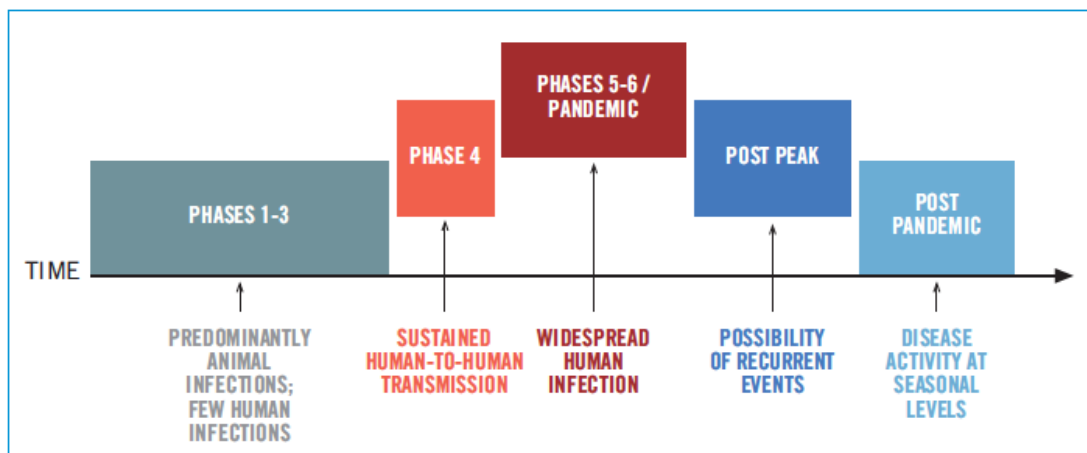 PHASES 5-6 /
PANDEMIC
PHASE 4
POST PEAK
PHASES 1-3
POST
PANDEMIC
TIME
PREDOMINANTLY
ANIMAL
INFECTIONS;
FEW HUMAN
INFECTIONS
SUSTAINED
HUMAN-TO-HUMAN
TRANSMISSION
WIDESPREAD
HUMAN
INFECTION
POSSIBILITY
OF RECURRENT
EVENTS
DISEASE
ACTIVITY AT
SEASONAL
LEVELS